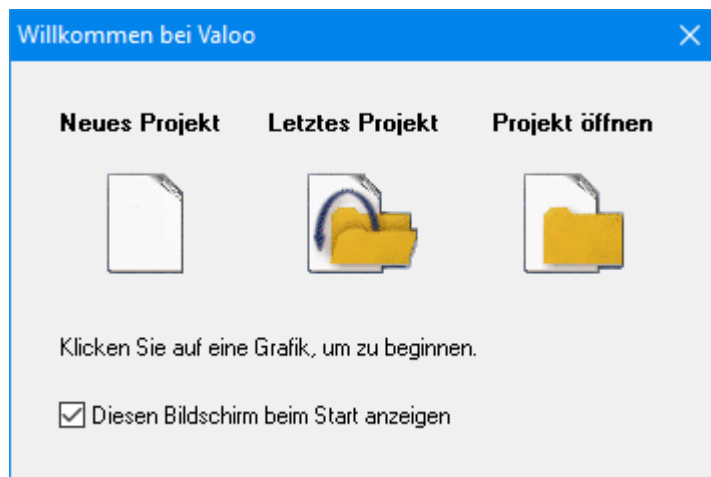 Willkommen bei Valoo
Neues Projekt Letztes Projekt Projekt öffnen
Klicken Sie auf eine Grafik, um zu beginnen.
Diesen Bildschirm beim Start anzeigen